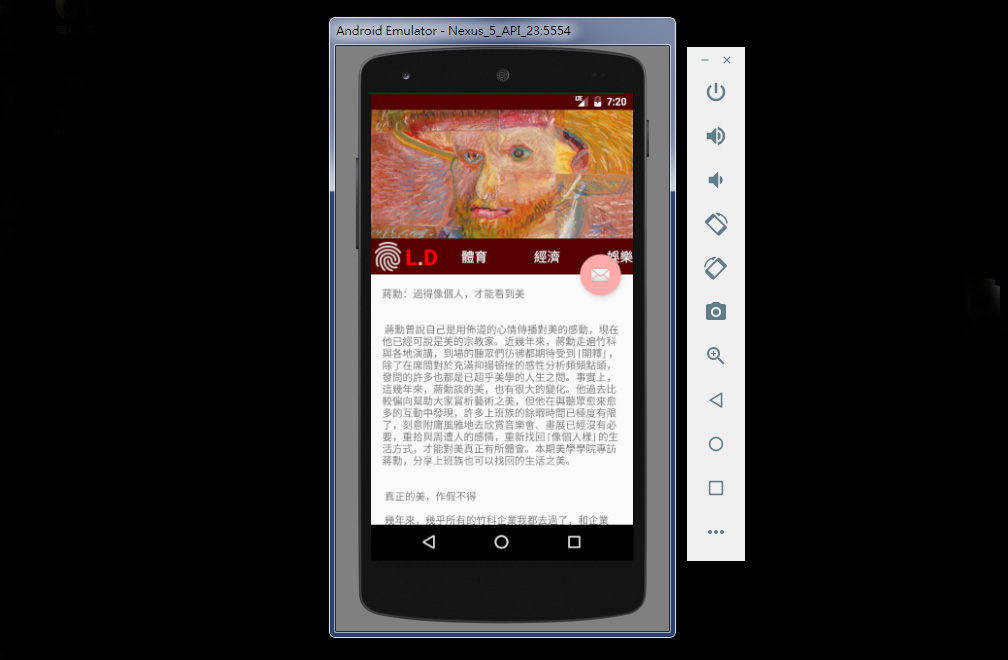 Android Emulator - Nexus_5_API_23:5554
LTE 7:20
L.D 體育 經濟 娛樂
蔣勳：過得像個人，才能看到美
蔣勳曾說自己是用佈道的心情傳播對美的感動，現在
他已經可說是美的宗教家。近幾年來，蔣勳走遍竹科
與各地演講，到場的聽眾們彷彿都期待受到「開釋」，
除了在席間對於充滿抑揚頓挫的感性分析頻頻點頭，
發問的許多也都是已超乎美學的人生之問。事實上，
這幾年來，蔣勳談的美，也有很大的變化。他過去比
較偏向幫助大家賞析藝術之美，但他在與聽眾愈來愈
多的互動中發現，許多上班族的餘暇時間已極度有限
了，刻意附庸風雅地去欣賞音樂會、畫展已經沒有必
要，重拾與周遭人的感情，重新找回「像個人樣」的生
活方式，才能對美真正有所體會。本期美學學院專訪
蔣勳，分享上班族也可以找回的生活之美。
真正的美，作假不得
幾年來，幾乎所有的竹科企業我都去過了，和企業